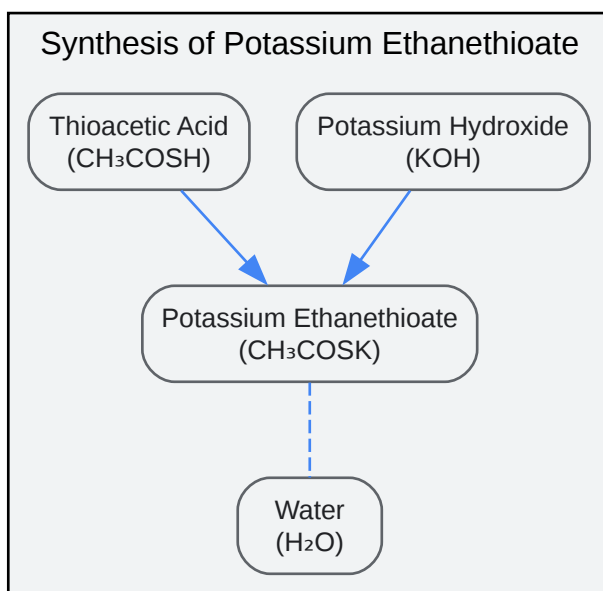 Synthesis of Potassium Ethanethioate
Thioacetic Acid
(CH₃COSH)
Potassium Hydroxide
(KOH)
Potassium Ethanethioate
(CH₃COSK)
Water
(H₂O)